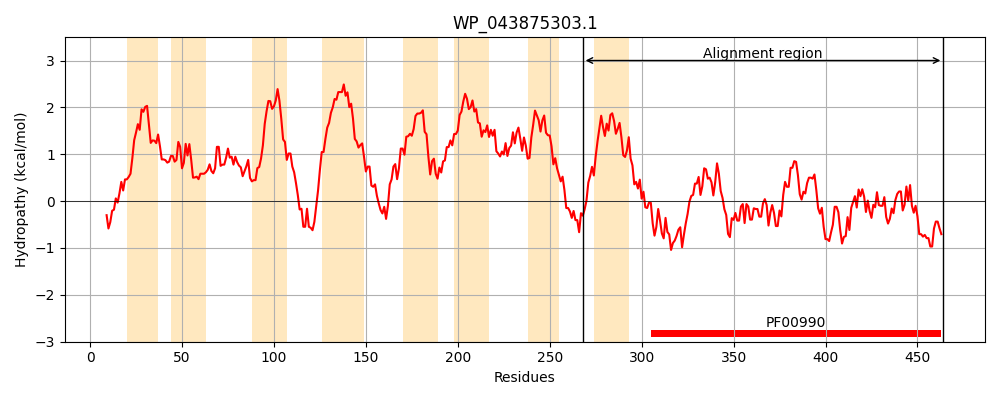 WP_043875303.1
Hydropathy (kcal/mol)
3
2
1
0
−1
−2
−3
Alignment region
PF00990
0 50 100 150 200 250 300 350 400 450
Residues